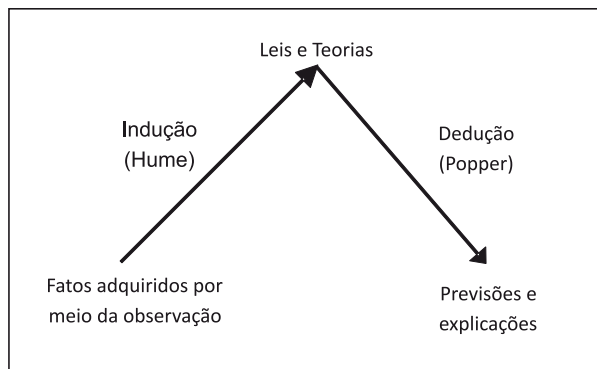 Leis e Teorias
Indução
(Hume)
Dedução
(Popper)
Fatos adquiridos por
meio da observação
Previsões e
explicações